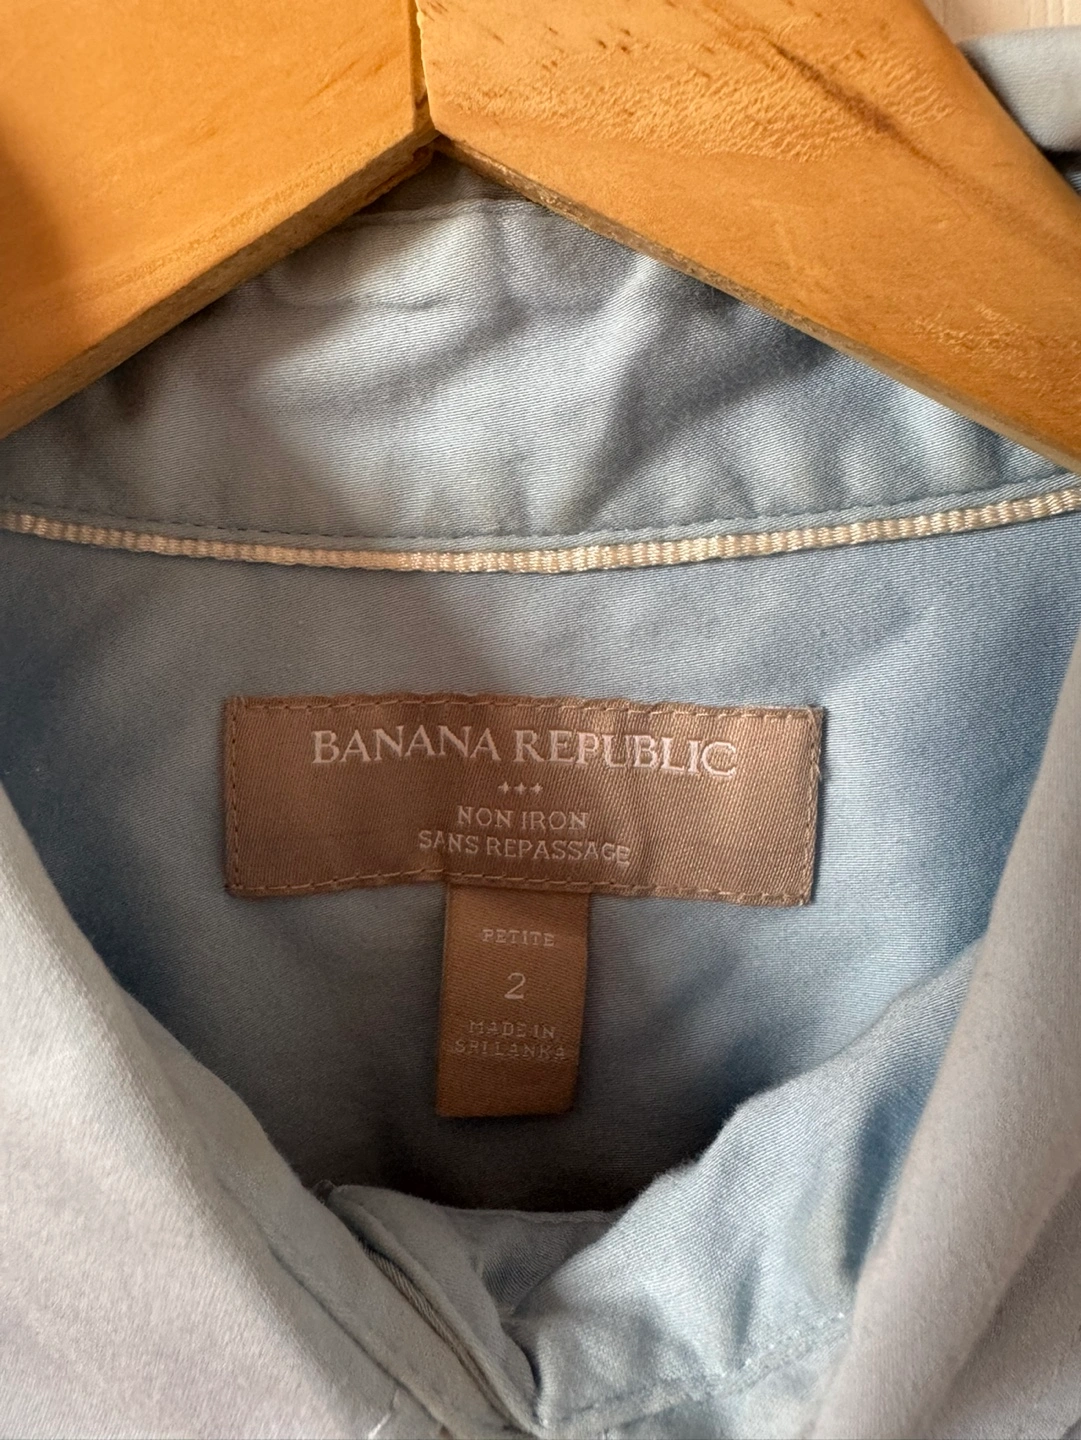 BANANA REPUBLIC
NON IRON
SANS REPASSAGE
PETITE
2
MADE IN
SRI LANKA